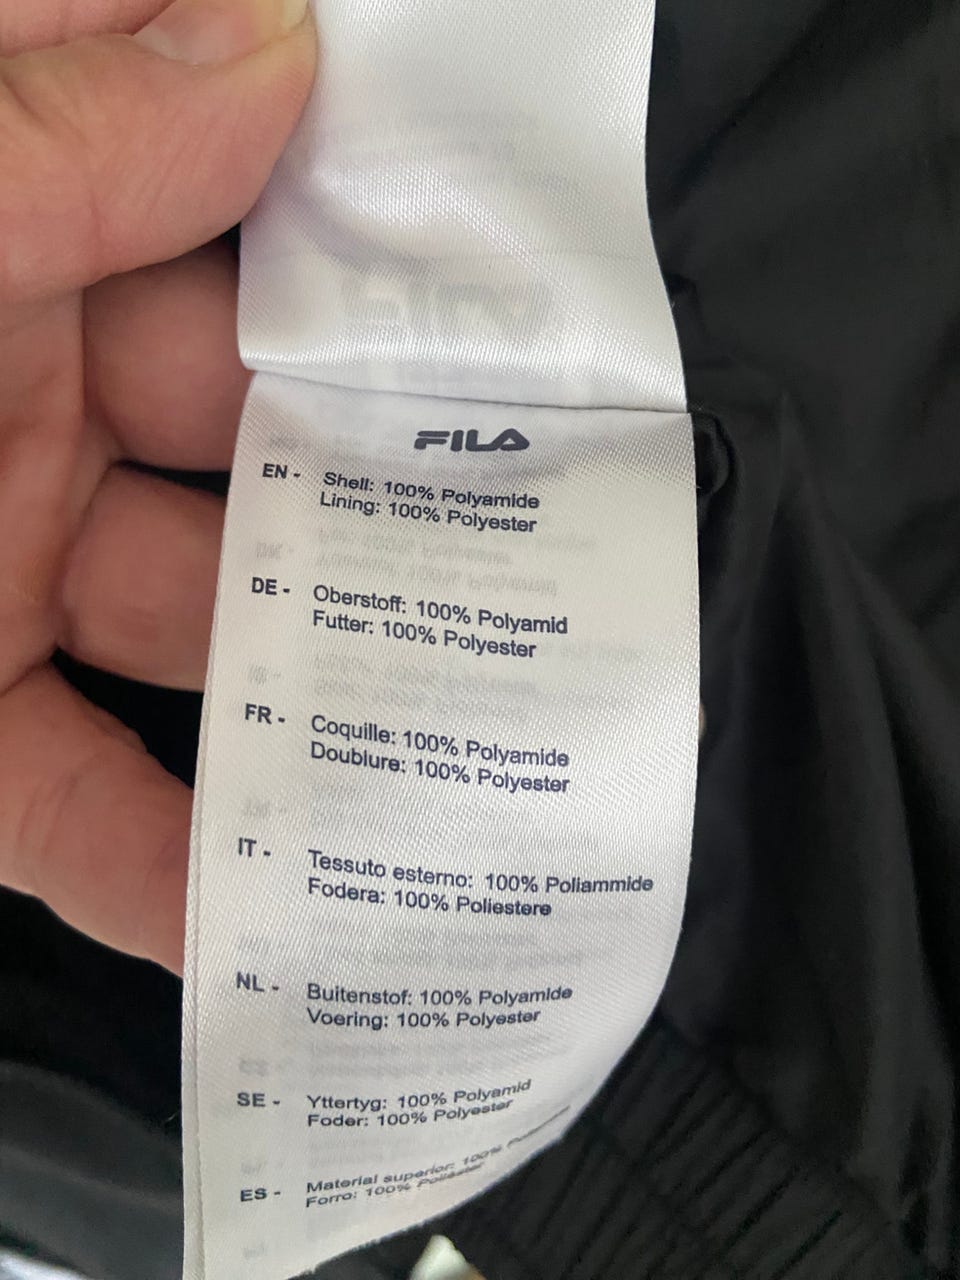 FILA
EN - Shell: 100% Polyamide
Lining: 100% Polyester
DE - Oberstoff: 100% Polyamid
Futter: 100% Polyester
FR - Coquille: 100% Polyamide
Doublure: 100% Polyester
IT - Tessuto esterno: 100% Poliammide
Fodera: 100% Poliestere
NL - Buitenstof: 100% Polyamide
Voering: 100% Polyester
SE - Yttertyg: 100% Polyamid
Foder: 100% Polyester
ES - Material superior: 100%
Forro: 100% Poliéster